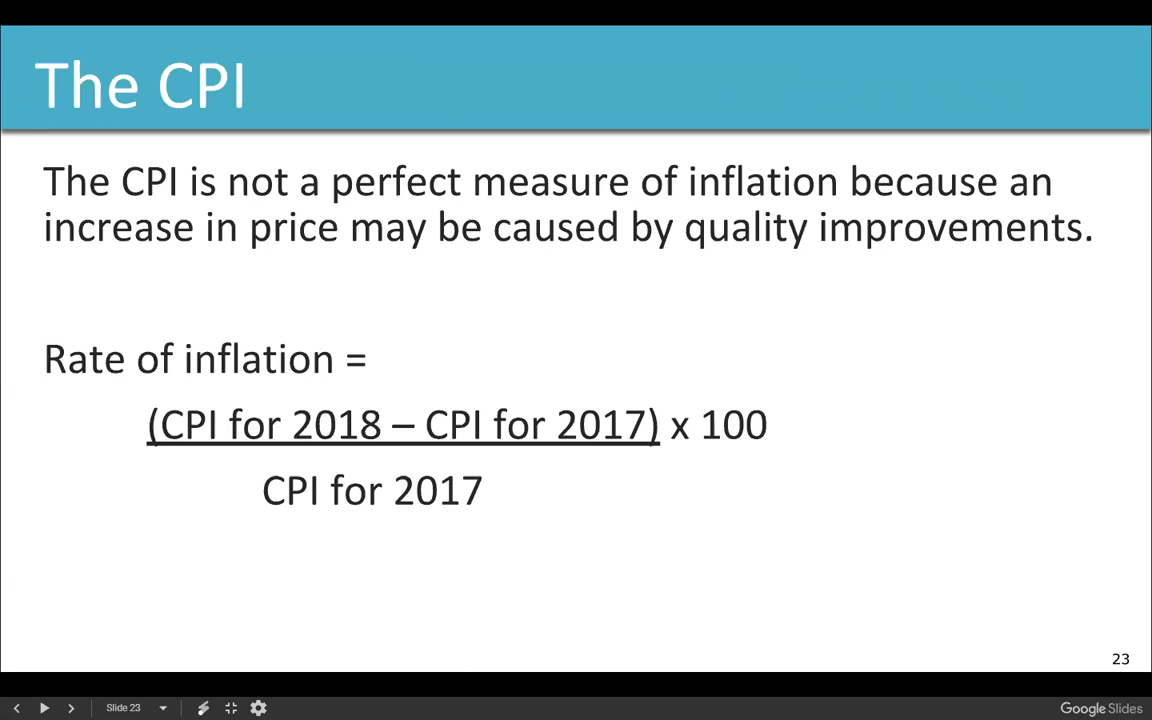 The CPI
The CPI is not a perfect measure of inflation because an
increase in price may be caused by quality improvements.
Rate of inflation =
(CPI for 2018 – CPI for 2017) x 100
CPI for 2017
23
Slide 23
Google Slides